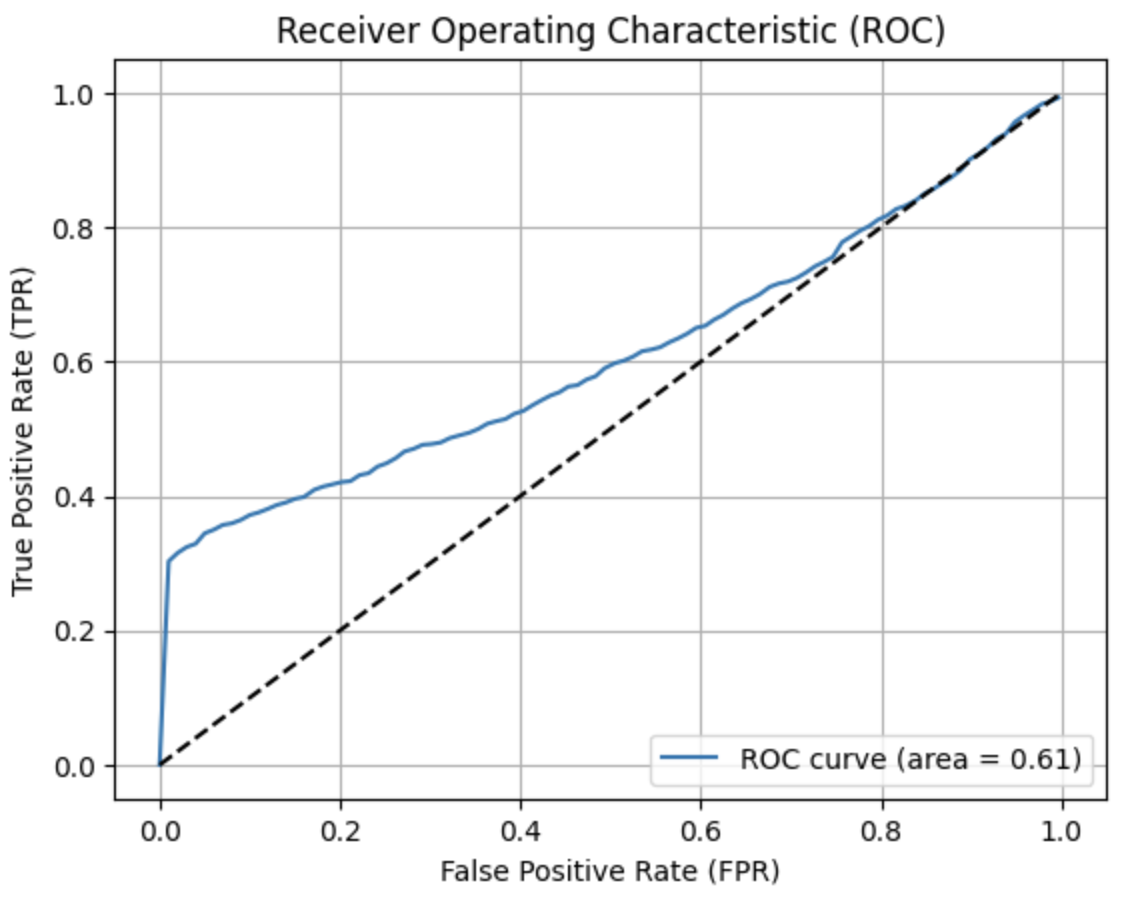 Receiver Operating Characteristic (ROC)
True Positive Rate (TPR)
1.0
0.8
0.6
0.4
0.2
0.0
ROC curve (area = 0.61)
0.0 0.2 0.4 0.6 0.8 1.0
False Positive Rate (FPR)